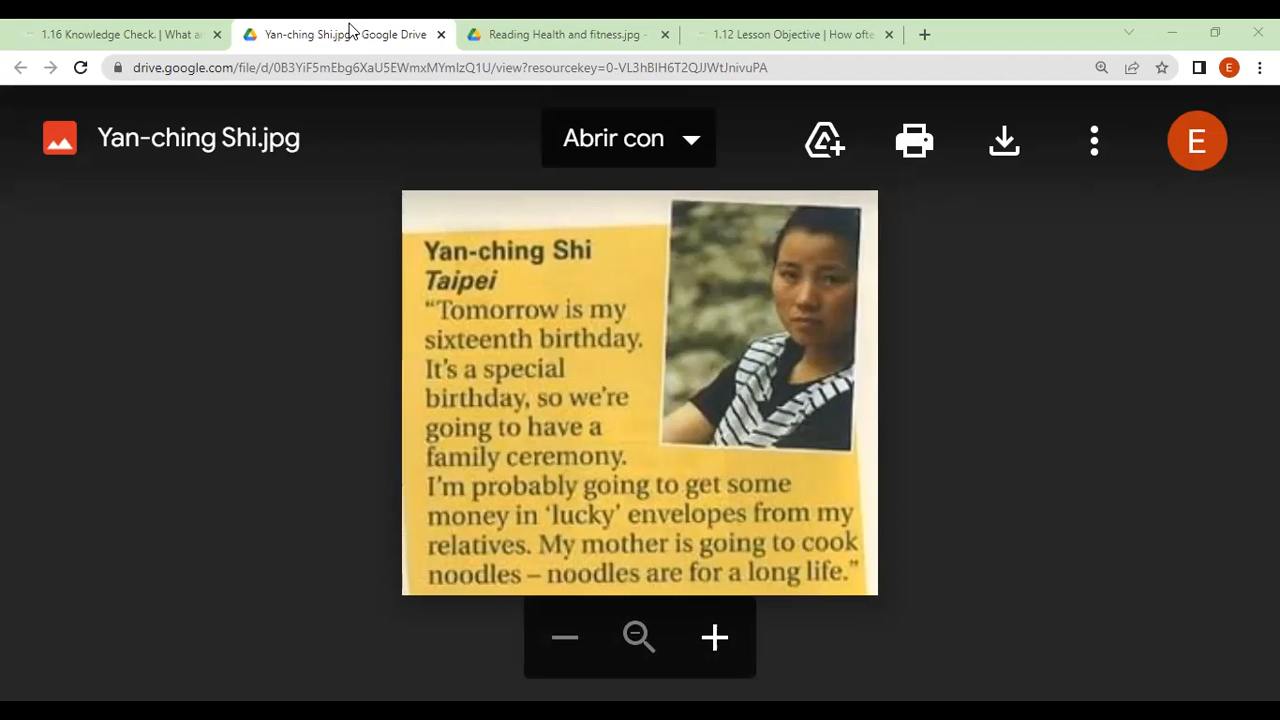 1.16 Knowledge Check. | What a
Yan-ching Shi.jpg - Google Drive
Reading Health and fitness.jpg -
1.12 Lesson Objective | How ofte
drive.google.com/file/d/0B3YiF5mEbg6XaU5EWmxMYmlzQ1U/view?resourcekey=0-VL3hBIH6T2QJJWtJnivuPA
E
Yan-ching Shi.jpg
Abrir con
E
Yan-ching Shi
Taipei
“Tomorrow is my
sixteenth birthday.
It’s a special
birthday, so we’re
going to have a
family ceremony.
I’m probably going to get some
money in ‘lucky’ envelopes from my
relatives. My mother is going to cook
noodles – noodles are for a long life.”